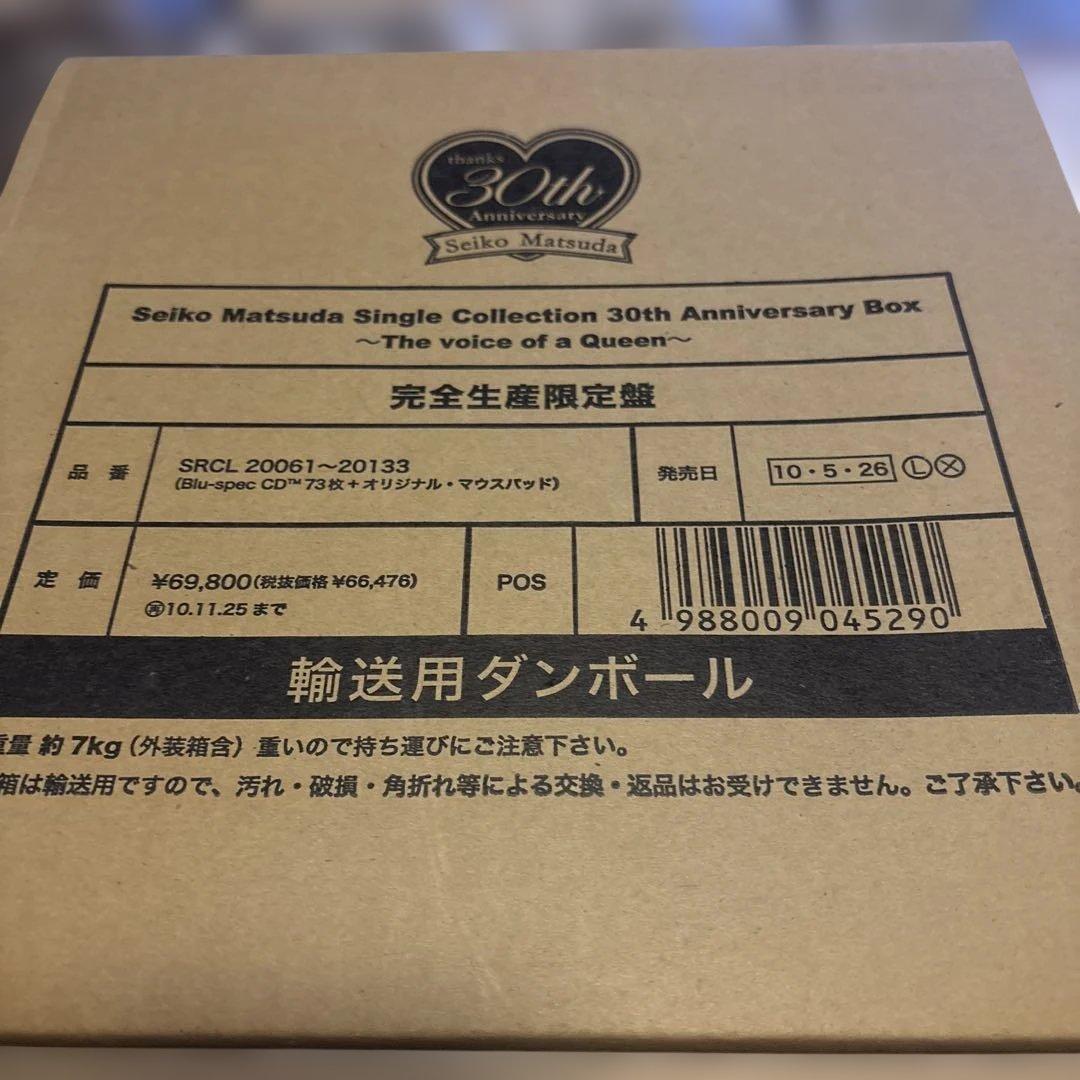 thanks
30th
Anniversary
Seiko Matsuda
Seiko Matsuda Single Collection 30th Anniversary Box
～The voice of a Queen～
完全生産限定盤
品 番
SRCL 20061～20133
(Blu-spec CD™ 73枚+オリジナル・マウスパッド)
発売日
10・5・26 Ⓛ Ⓧ
定 価
¥69,800(税抜価格 ¥66,476)
㊢10.11.25 まで
POS
4 988009 045290
輸送用ダンボール
重量 約 7kg (外装箱含) 重いので持ち運びにご注意下さい。
箱は輸送用ですので、汚れ・破損・角折れ等による交換・返品はお受けできません。ご了承下さい。